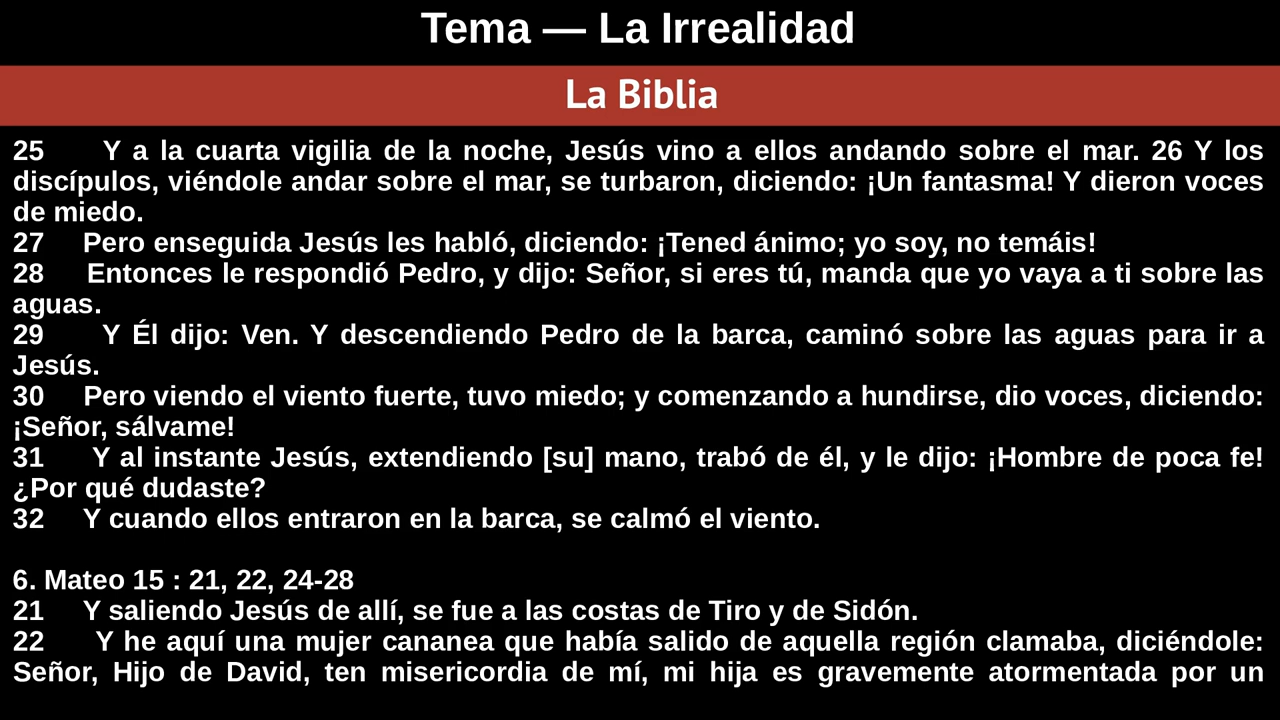 Tema — La Irrealidad
La Biblia
25 Y a la cuarta vigilia de la noche, Jesús vino a ellos andando sobre el mar. 26 Y los
discípulos, viéndole andar sobre el mar, se turbaron, diciendo: ¡Un fantasma! Y dieron voces
de miedo.
27 Pero enseguida Jesús les habló, diciendo: ¡Tened ánimo; yo soy, no temáis!
28 Entonces le respondió Pedro, y dijo: Señor, si eres tú, manda que yo vaya a ti sobre las
aguas.
29 Y Él dijo: Ven. Y descendiendo Pedro de la barca, caminó sobre las aguas para ir a
Jesús.
30 Pero viendo el viento fuerte, tuvo miedo; y comenzando a hundirse, dio voces, diciendo:
¡Señor, sálvame!
31 Y al instante Jesús, extendiendo [su] mano, trabó de él, y le dijo: ¡Hombre de poca fe!
¿Por qué dudaste?
32 Y cuando ellos entraron en la barca, se calmó el viento.
6. Mateo 15 : 21, 22, 24-28
21 Y saliendo Jesús de allí, se fue a las costas de Tiro y de Sidón.
22 Y he aquí una mujer cananea que había salido de aquella región clamaba, diciéndole:
Señor, Hijo de David, ten misericordia de mí, mi hija es gravemente atormentada por un